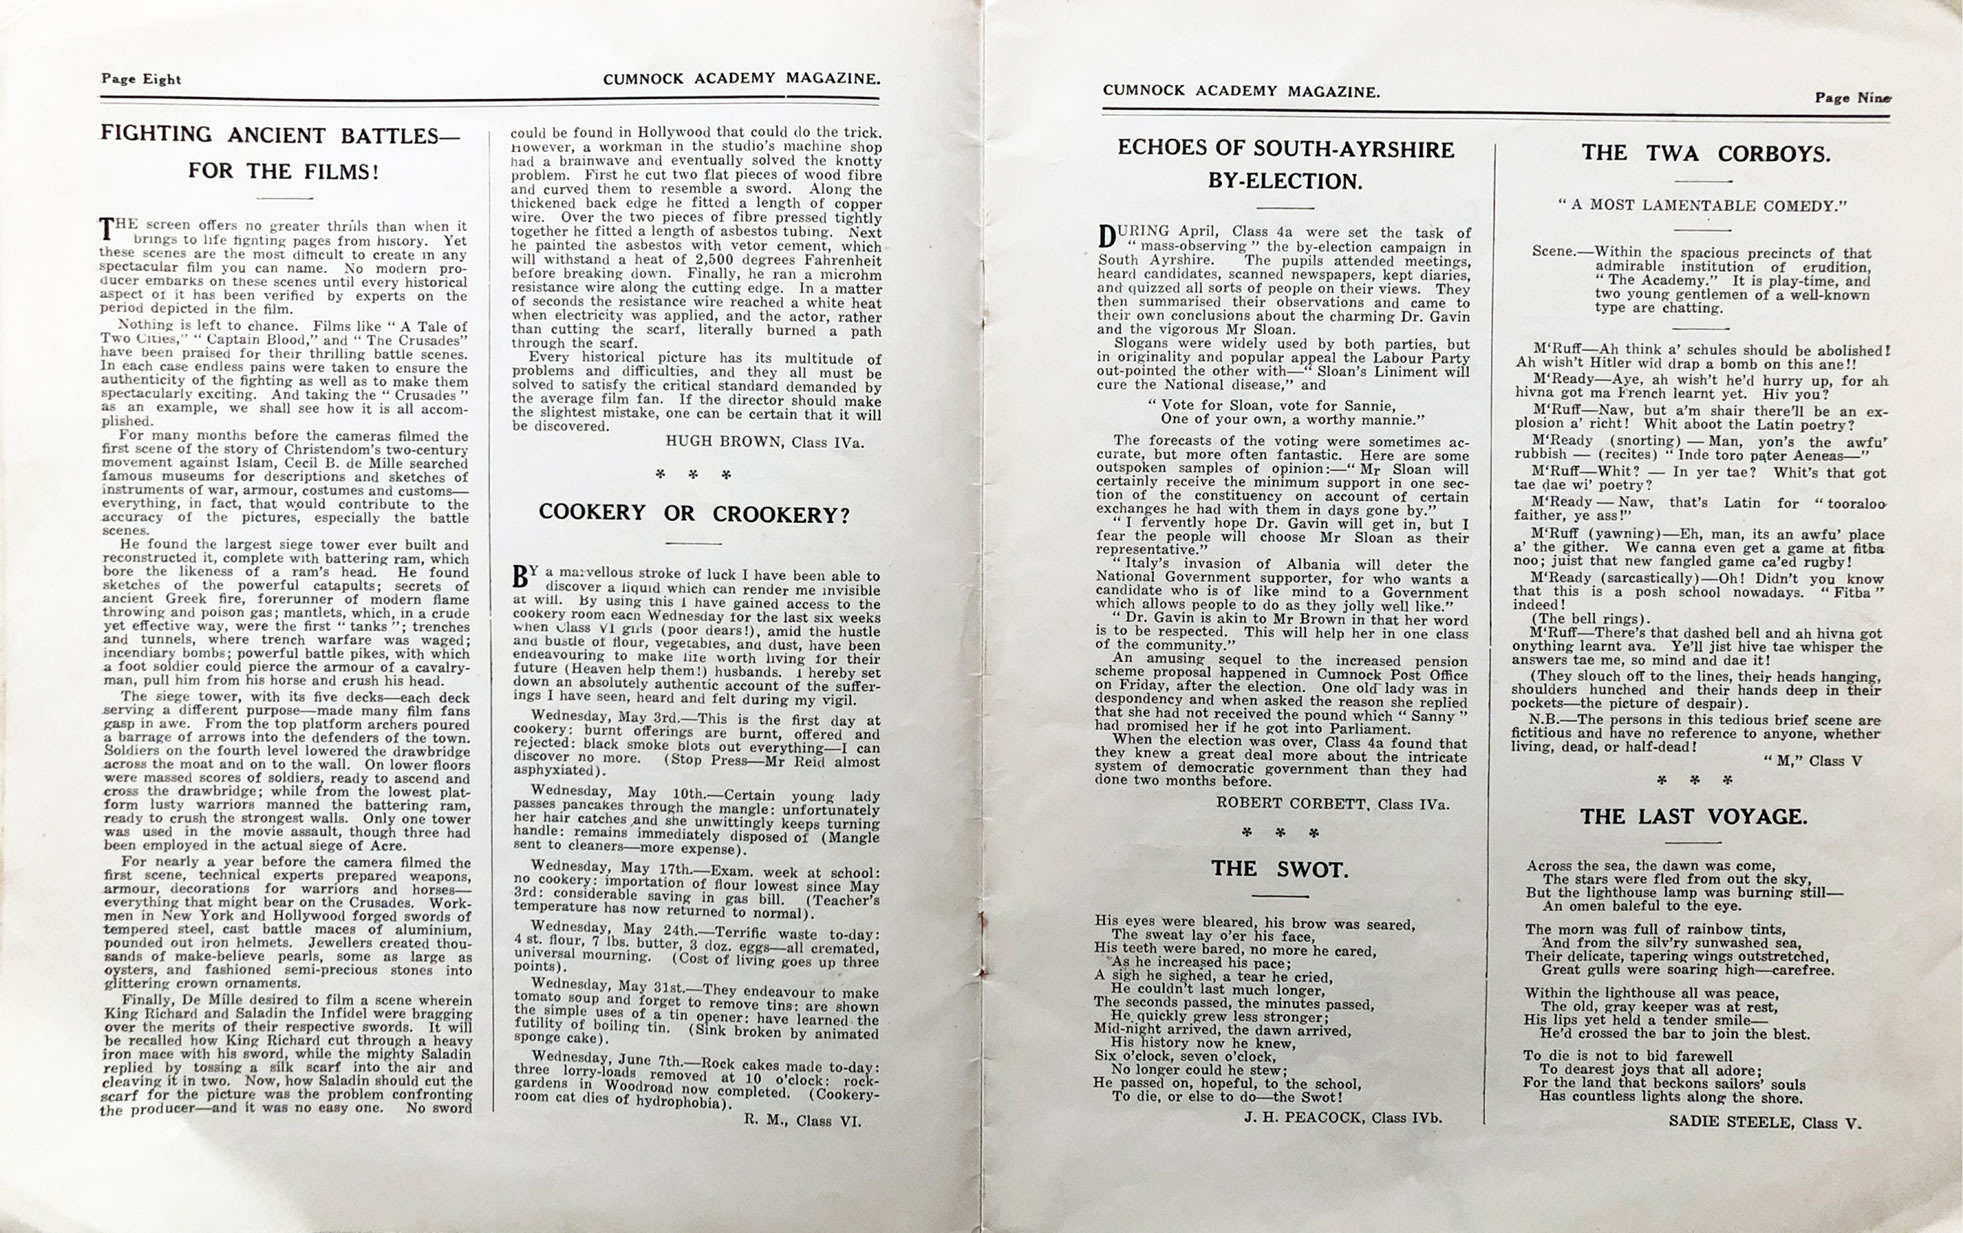 Page Eight
CUMNOCK ACADEMY MAGAZINE.
FIGHTING ANCIENT BATTLES—
FOR THE FILMS!
THE screen offers no greater thrills than when it
brings to life fighting pages from history. Yet
these scenes are the most difficult to create in any
spectacular film you can name. No modern pro-
ducer embarks on these scenes until every historical
aspect of it has been verified by experts on the
period depicted in the film.
Nothing is left to chance. Films like “ A Tale of
Two Cities,” “ Captain Blood,” and “ The Crusades”
have been praised for their thrilling battle scenes.
In each case endless pains were taken to ensure the
authenticity of the fighting as well as to make them
spectacularly exciting. And taking the “ Crusades ”
as an example, we shall see how it is all accom-
plished.
For many months before the cameras filmed the
first scene of the story of Christendom's two-century
movement against Islam, Cecil B. de Mille searched
famous museums for descriptions and sketches of
instruments of war, armour, costumes and customs—
everything, in fact, that would contribute to the
accuracy of the pictures, especially the battle
scenes.
He found the largest siege tower ever built and
reconstructed it, complete with battering ram, which
bore the likeness of a ram's head. He found
sketches of the powerful catapults; secrets of
ancient Greek fire, forerunner of modern flame
throwing and poison gas; mantlets, which, in a crude
yet effective way, were the first “ tanks ”; trenches
and tunnels, where trench warfare was waged;
incendiary bombs; powerful battle pikes, with which
a foot soldier could pierce the armour of a cavalry-
man, pull him from his horse and crush his head.
The siege tower, with its five decks—each deck
serving a different purpose—made many film fans
gasp in awe. From the top platform archers poured
a barrage of arrows into the defenders of the town.
Soldiers on the fourth level lowered the drawbridge
across the moat and on to the wall. On lower floors
were massed scores of soldiers, ready to ascend and
cross the drawbridge; while from the lowest plat-
form lusty warriors manned the battering ram,
ready to crush the strongest walls. Only one tower
was used in the movie assault, though three had
been employed in the actual siege of Acre.
For nearly a year before the camera filmed the
first scene, technical experts prepared weapons,
armour, decorations for warriors and horses—
everything that might bear on the Crusades. Work-
men in New York and Hollywood forged swords of
tempered steel, cast battle maces of aluminium,
pounded out iron helmets. Jewellers created thou-
sands of make-believe pearls, some as large as
oysters, and fashioned semi-precious stones into
glittering crown ornaments.
Finally, De Mille desired to film a scene wherein
King Richard and Saladin the Infidel were bragging
over the merits of their respective swords. It will
be recalled how King Richard cut through a heavy
iron mace with his sword, while the mighty Saladin
replied by tossing a silk scarf into the air and
cleaving it in two. Now, how Saladin should cut the
scarf for the picture was the problem confronting
the producer—and it was no easy one. No sword
could be found in Hollywood that could do the trick.
However, a workman in the studio's machine shop
had a brainwave and eventually solved the knotty
problem. First he cut two flat pieces of wood fibre
and curved them to resemble a sword. Along the
thickened back edge he fitted a length of copper
wire. Over the two pieces of fibre pressed tightly
together he fitted a length of asbestos tubing. Next
he painted the asbestos with vetor cement, which
will withstand a heat of 2,500 degrees Fahrenheit
before breaking down. Finally, he ran a microhm
resistance wire along the cutting edge. In a matter
of seconds the resistance wire reached a white heat
when electricity was applied, and the actor, rather
than cutting the scarf, literally burned a path
through the scarf.
Every historical picture has its multitude of
problems and difficulties, and they all must be
solved to satisfy the critical standard demanded by
the average film fan. If the director should make
the slightest mistake, one can be certain that it will
be discovered.
HUGH BROWN, Class IVa.
* * *
COOKERY OR CROOKERY?
BY a marvellous stroke of luck I have been able to
discover a liquid which can render me invisible
at will. By using this I have gained access to the
cookery room each Wednesday for the last six weeks
when Class VI girls (poor dears!), amid the hustle
and bustle of flour, vegetables, and dust, have been
endeavouring to make life worth living for their
future (Heaven help them!) husbands. I hereby set
down an absolutely authentic account of the suffer-
ings I have seen, heard and felt during my vigil.
Wednesday, May 3rd.—This is the first day at
cookery: burnt offerings are burnt, offered and
rejected: black smoke blots out everything—I can
discover no more. (Stop Press—Mr Reid almost
asphyxiated).
Wednesday, May 10th.—Certain young lady
passes pancakes through the mangle: unfortunately
her hair catches and she unwittingly keeps turning
handle: remains immediately disposed of (Mangle
sent to cleaners—more expense).
Wednesday, May 17th.—Exam. week at school:
no cookery: importation of flour lowest since May
3rd: considerable saving in gas bill. (Teacher's
temperature has now returned to normal).
Wednesday, May 24th.—Terrific waste to-day:
4 st. flour, 7 lbs. butter, 3 doz. eggs—all cremated,
universal mourning. (Cost of living goes up three
points).
Wednesday, May 31st.—They endeavour to make
tomato soup and forget to remove tins: are shown
the simple uses of a tin opener: have learned the
futility of boiling tin. (Sink broken by animated
sponge cake).
Wednesday, June 7th.—Rock cakes made to-day:
three lorry-loads removed at 10 o'clock: rock-
gardens in Woodroad now completed. (Cookery-
room cat dies of hydrophobia).
R. M., Class VI.
CUMNOCK ACADEMY MAGAZINE.
Page Nine
ECHOES OF SOUTH-AYRSHIRE
BY-ELECTION.
DURING April, Class 4a were set the task of
“ mass-observing ” the by-election campaign in
South Ayrshire. The pupils attended meetings,
heard candidates, scanned newspapers, kept diaries,
and quizzed all sorts of people on their views. They
then summarised their observations and came to
their own conclusions about the charming Dr. Gavin
and the vigorous Mr Sloan.
Slogans were widely used by both parties, but
in originality and popular appeal the Labour Party
out-pointed the other with—“ Sloan's Liniment will
cure the National disease,” and
“ Vote for Sloan, vote for Sannie,
One of your own, a worthy mannie.”
The forecasts of the voting were sometimes ac-
curate, but more often fantastic. Here are some
outspoken samples of opinion:—“ Mr Sloan will
certainly receive the minimum support in one sec-
tion of the constituency on account of certain
exchanges he had with them in days gone by.”
“ I fervently hope Dr. Gavin will get in, but I
fear the people will choose Mr Sloan as their
representative.”
“ Italy's invasion of Albania will deter the
National Government supporter, for who wants a
candidate who is of like mind to a Government
which allows people to do as they jolly well like.”
“ Dr. Gavin is akin to Mr Brown in that her word
is to be respected. This will help her in one class
of the community.”
An amusing sequel to the increased pension
scheme proposal happened in Cumnock Post Office
on Friday, after the election. One old lady was in
despondency and when asked the reason she replied
that she had not received the pound which “ Sanny ”
had promised her if he got into Parliament.
When the election was over, Class 4a found that
they knew a great deal more about the intricate
system of democratic government than they had
done two months before.
ROBERT CORBETT, Class IVa.
* * *
THE SWOT.
His eyes were bleared, his brow was seared,
The sweat lay o'er his face,
His teeth were bared, no more he cared,
As he increased his pace;
A sigh he sighed, a tear he cried,
He couldn't last much longer,
The seconds passed, the minutes passed,
He quickly grew less stronger;
Mid-night arrived, the dawn arrived,
His history now he knew,
Six o'clock, seven o'clock,
No longer could he stew;
He passed on, hopeful, to the school,
To die, or else to do—the Swot!
J. H. PEACOCK, Class IVb.
THE TWA CORBOYS.
“ A MOST LAMENTABLE COMEDY.”
Scene.—Within the spacious precincts of that
admirable institution of erudition,
“ The Academy.” It is play-time, and
two young gentlemen of a well-known
type are chatting.
M‘Ruff—Ah think a' schules should be abolished!
Ah wish't Hitler wid drap a bomb on this ane!!
M‘Ready—Aye, ah wish't he'd hurry up, for ah
hivna got ma French learnt yet. Hiv you?
M‘Ruff—Naw, but a'm shair there'll be an ex-
plosion a' richt! Whit aboot the Latin poetry?
M‘Ready (snorting) — Man, yon's the awfu'
rubbish — (recites) “ Inde toro pater Aeneas—”
M‘Ruff—Whit? — In yer tae? Whit's that got
tae dae wi' poetry?
M‘Ready — Naw, that's Latin for “ tooraloo
faither, ye ass!”
M‘Ruff (yawning)—Eh, man, its an awfu' place
a' the gither. We canna even get a game at fitba
noo; juist that new fangled game ca'ed rugby!
M‘Ready (sarcastically)—Oh! Didn't you know
that this is a posh school nowadays. “ Fitba ”
indeed!
(The bell rings).
M‘Ruff—There's that dashed bell and ah hivna got
onything learnt ava. Ye'll jist hive tae whisper the
answers tae me, so mind and dae it!
(They slouch off to the lines, their heads hanging,
shoulders hunched and their hands deep in their
pockets—the picture of despair).
N.B.—The persons in this tedious brief scene are
fictitious and have no reference to anyone, whether
living, dead, or half-dead!
“ M,” Class V
* * *
THE LAST VOYAGE.
Across the sea, the dawn was come,
The stars were fled from out the sky,
But the lighthouse lamp was burning still—
An omen baleful to the eye.
The morn was full of rainbow tints,
And from the silv'ry sunwashed sea,
Their delicate, tapering wings outstretched,
Great gulls were soaring high—carefree.
Within the lighthouse all was peace,
The old, gray keeper was at rest,
His lips yet held a tender smile—
He'd crossed the bar to join the blest.
To die is not to bid farewell
To dearest joys that all adore;
For the land that beckons sailors' souls
Has countless lights along the shore.
SADIE STEELE, Class V.